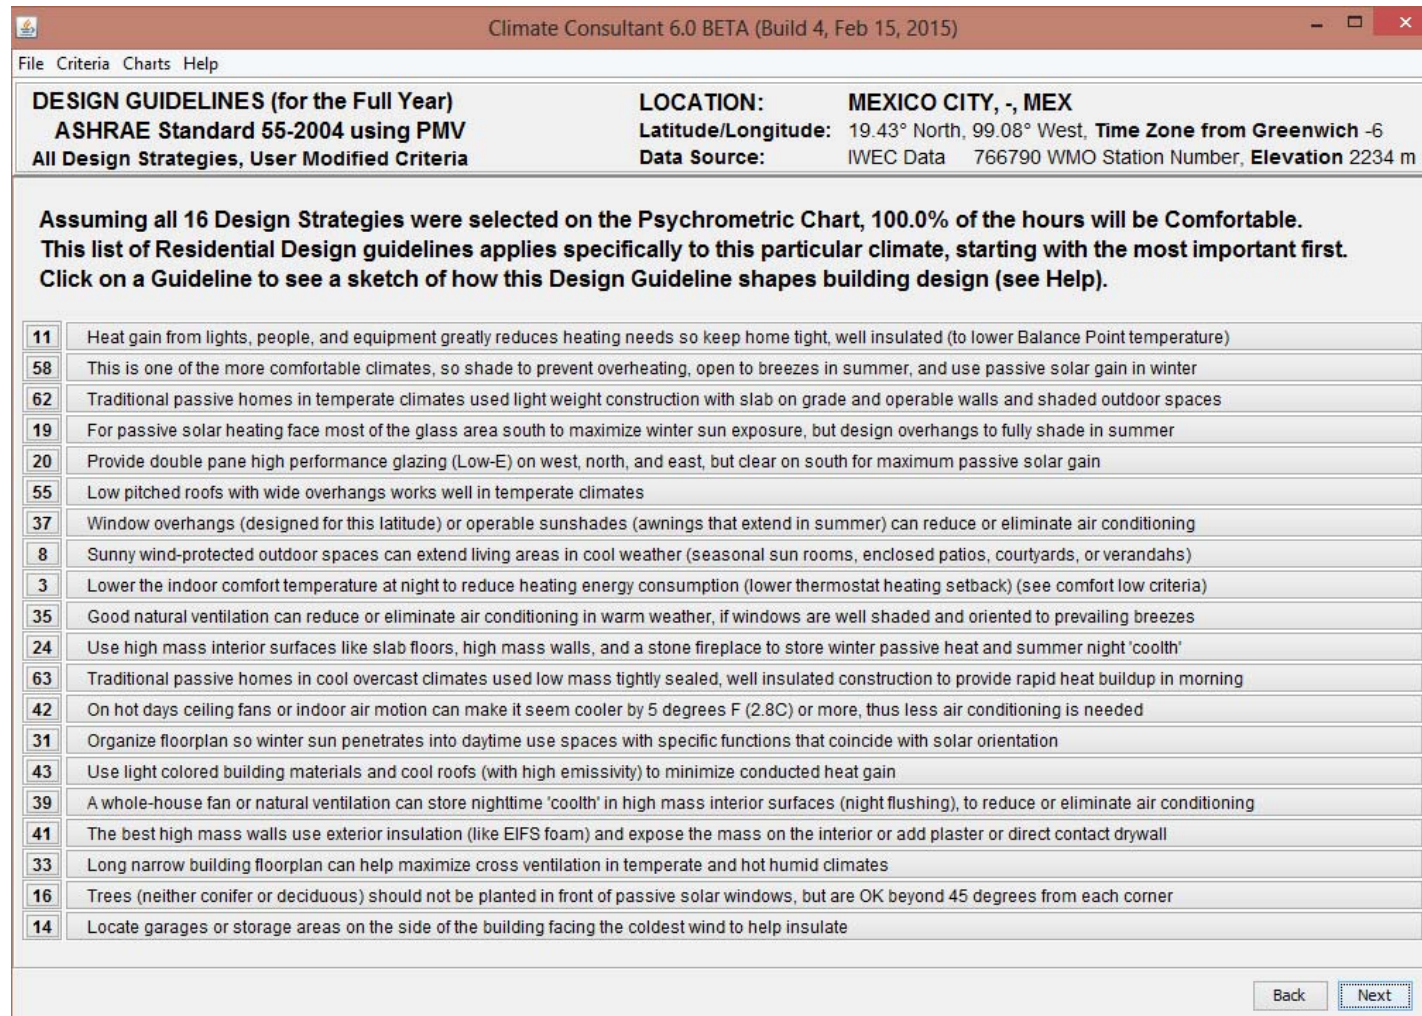 Climate Consultant 6.0 BETA (Build 4, Feb 15, 2015)
File Criteria Charts Help
DESIGN GUIDELINES (for the Full Year)
ASHRAE Standard 55-2004 using PMV
All Design Strategies, User Modified Criteria
LOCATION: MEXICO CITY, -, MEX
Latitude/Longitude: 19.43° North, 99.08° West, Time Zone from Greenwich -6
Data Source: IWEC Data 766790 WMO Station Number, Elevation 2234 m
Assuming all 16 Design Strategies were selected on the Psychrometric Chart, 100.0% of the hours will be Comfortable.
This list of Residential Design guidelines applies specifically to this particular climate, starting with the most important first.
Click on a Guideline to see a sketch of how this Design Guideline shapes building design (see Help).
11 Heat gain from lights, people, and equipment greatly reduces heating needs so keep home tight, well insulated (to lower Balance Point temperature)
58 This is one of the more comfortable climates, so shade to prevent overheating, open to breezes in summer, and use passive solar gain in winter
62 Traditional passive homes in temperate climates used light weight construction with slab on grade and operable walls and shaded outdoor spaces
19 For passive solar heating face most of the glass area south to maximize winter sun exposure, but design overhangs to fully shade in summer
20 Provide double pane high performance glazing (Low-E) on west, north, and east, but clear on south for maximum passive solar gain
55 Low pitched roofs with wide overhangs works well in temperate climates
37 Window overhangs (designed for this latitude) or operable sunshades (awnings that extend in summer) can reduce or eliminate air conditioning
8 Sunny wind-protected outdoor spaces can extend living areas in cool weather (seasonal sun rooms, enclosed patios, courtyards, or verandahs)
3 Lower the indoor comfort temperature at night to reduce heating energy consumption (lower thermostat heating setback) (see comfort low criteria)
35 Good natural ventilation can reduce or eliminate air conditioning in warm weather, if windows are well shaded and oriented to prevailing breezes
24 Use high mass interior surfaces like slab floors, high mass walls, and a stone fireplace to store winter passive heat and summer night 'coolth'
63 Traditional passive homes in cool overcast climates used low mass tightly sealed, well insulated construction to provide rapid heat buildup in morning
42 On hot days ceiling fans or indoor air motion can make it seem cooler by 5 degrees F (2.8C) or more, thus less air conditioning is needed
31 Organize floorplan so winter sun penetrates into daytime use spaces with specific functions that coincide with solar orientation
43 Use light colored building materials and cool roofs (with high emissivity) to minimize conducted heat gain
39 A whole-house fan or natural ventilation can store nighttime 'coolth' in high mass interior surfaces (night flushing), to reduce or eliminate air conditioning
41 The best high mass walls use exterior insulation (like EIFS foam) and expose the mass on the interior or add plaster or direct contact drywall
33 Long narrow building floorplan can help maximize cross ventilation in temperate and hot humid climates
16 Trees (neither conifer or deciduous) should not be planted in front of passive solar windows, but are OK beyond 45 degrees from each corner
14 Locate garages or storage areas on the side of the building facing the coldest wind to help insulate
Back Next